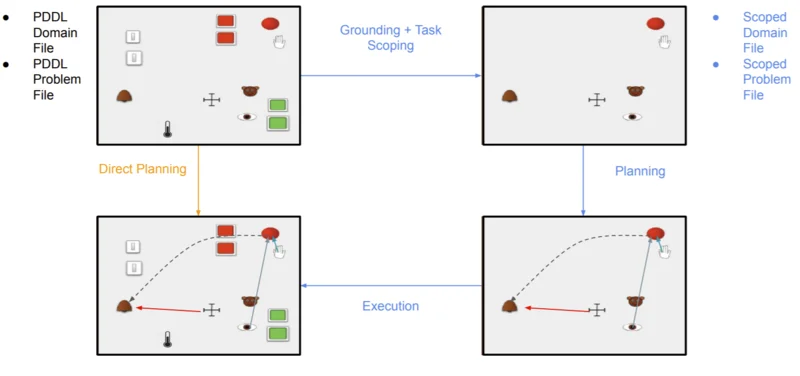 ● PDDL
Domain
File
● PDDL
Problem
File
Grounding + Task
Scoping
● Scoped
Domain
File
● Scoped
Problem
File
Direct Planning
Planning
Execution